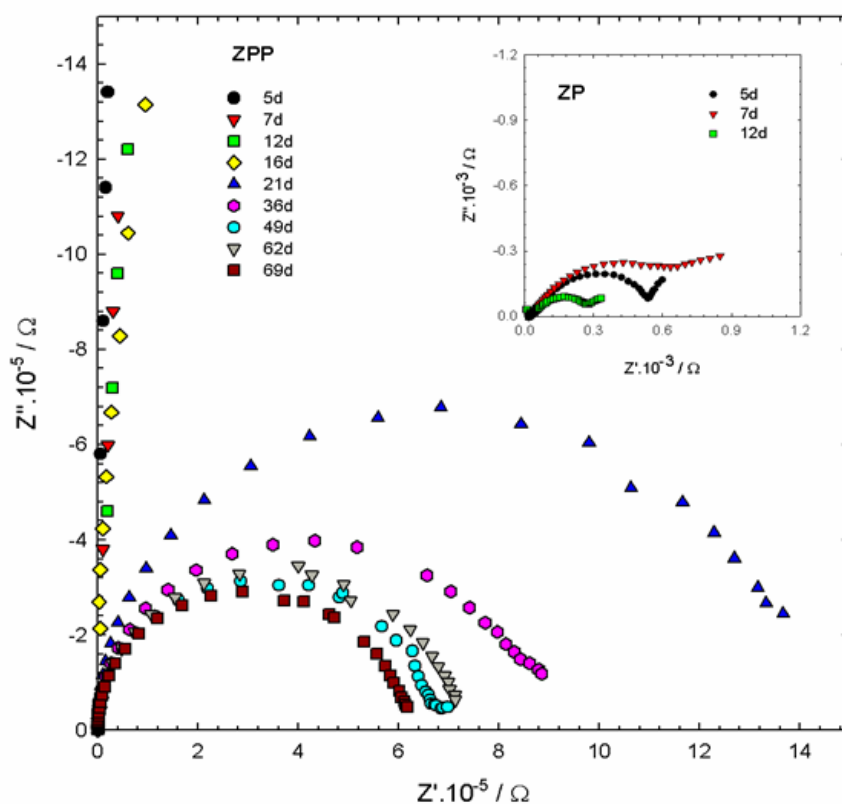 ZPP
5d
7d
12d
16d
21d
36d
49d
62d
69d
-14
-12
-10
-8
-6
-4
-2
0
Z''.10⁻⁵ / Ω
0 2 4 6 8 10 12 14
Z'.10⁻⁵ / Ω
ZP
5d
7d
12d
-1.2
-0.9
-0.6
-0.3
0.0
Z''.10⁻³ / Ω
0.0 0.3 0.6 0.9 1.2
Z'.10⁻³ / Ω